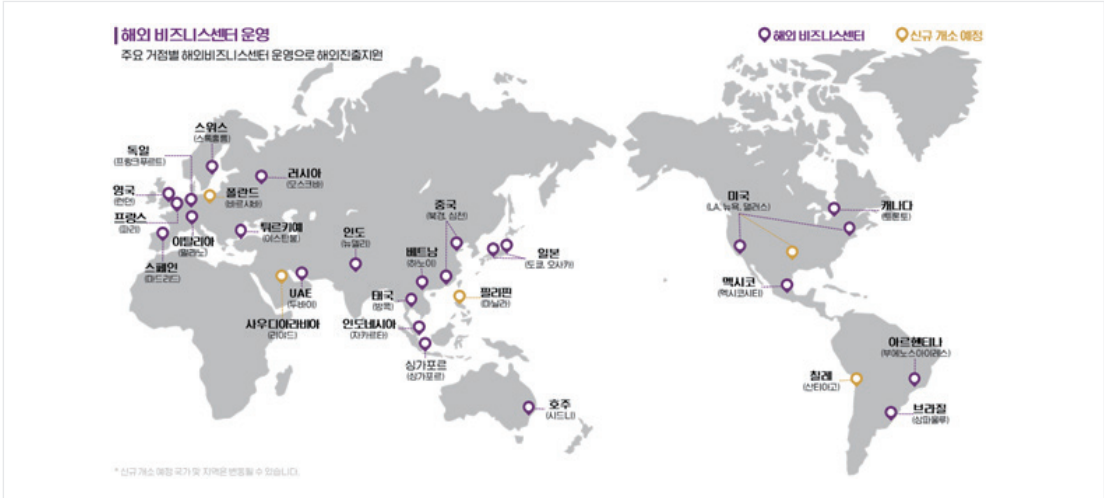 해외 비즈니스센터 운영
주요 거점별 해외비즈니스센터 운영으로 해외진출지원
해외 비즈니스센터
신규 개소 예정
스위스
(스톡홀름)
독일
(프랑크푸르트)
러시아
(모스크바)
영국
(런던)
폴란드
(바르샤바)
프랑스
(파리)
이탈리아
(밀라노)
스페인
(마드리드)
튀르키예
(이스탄불)
UAE
(두바이)
사우디아라비아
(리야드)
인도
(뉴델리)
중국
(북경, 심천)
베트남
(하노이)
일본
(도쿄, 오사카)
태국
(방콕)
필리핀
(마닐라)
인도네시아
(자카르타)
싱가포르
(싱가포르)
호주
(시드니)
미국
(LA, 뉴욕, 댈러스)
캐나다
(토론토)
멕시코
(멕시코시티)
아르헨티나
(부에노스아이레스)
칠레
(산티아고)
브라질
(상파울루)
* 신규 개소 예정 국가 및 지역은 변동될 수 있습니다.